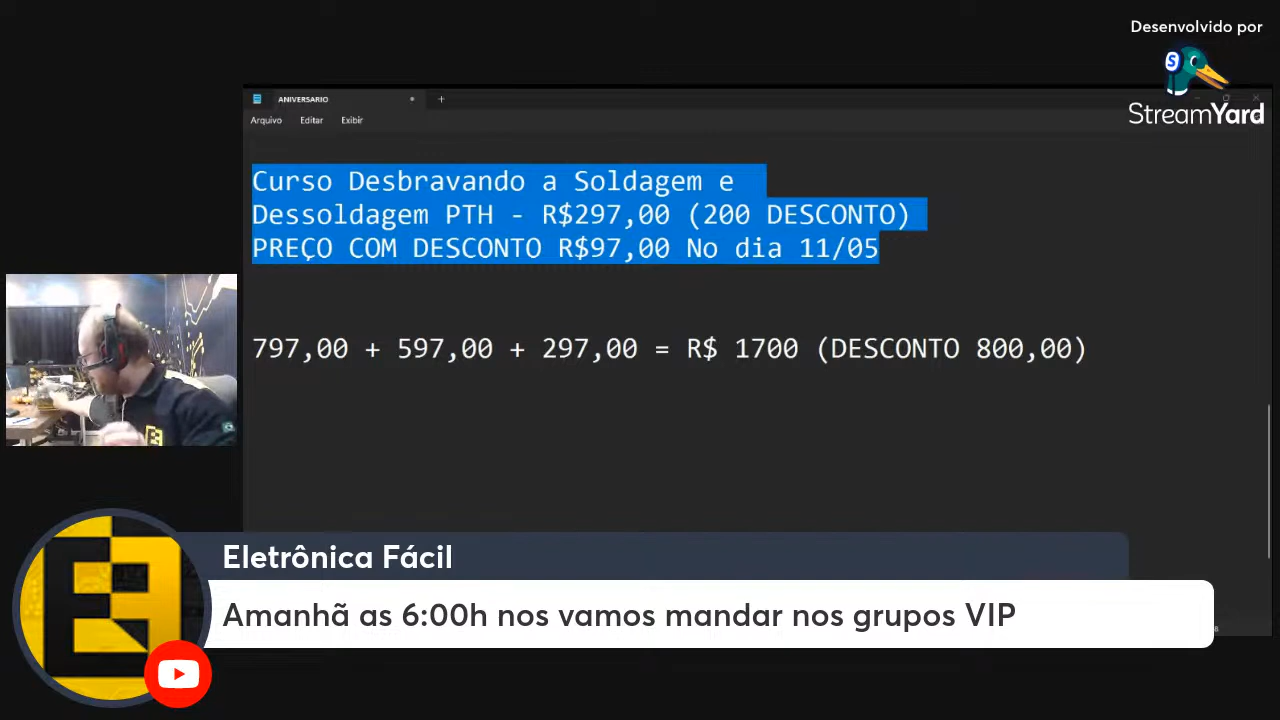 Desenvolvido por
StreamYard
ANIVERSARIO
Arquivo Editar Exibir
Curso Desbravando a Soldagem e
Dessoldagem PTH - R$297,00 (200 DESCONTO)
PREÇO COM DESCONTO R$97,00 No dia 11/05
797,00 + 597,00 + 297,00 = R$ 1700 (DESCONTO 800,00)
Eletrônica Fácil
Amanhã as 6:00h nos vamos mandar nos grupos VIP